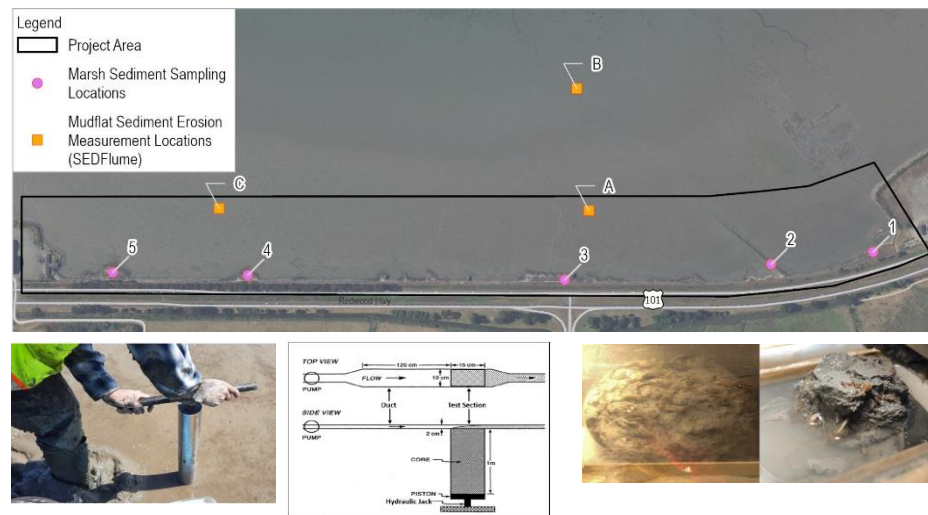 Legend
Project Area
Marsh Sediment Sampling
Locations
Mudflat Sediment Erosion
Measurement Locations
(SEDFlume)
B
C
A
5
4
3
2
1
Redwood Hwy
101
TOP VIEW
120 cm
15 cm
FLOW
10 cm
PUMP
Duct
Test Section
SIDE VIEW
2 cm
PUMP
CORE
1m
PISTON
Hydraulic Jack